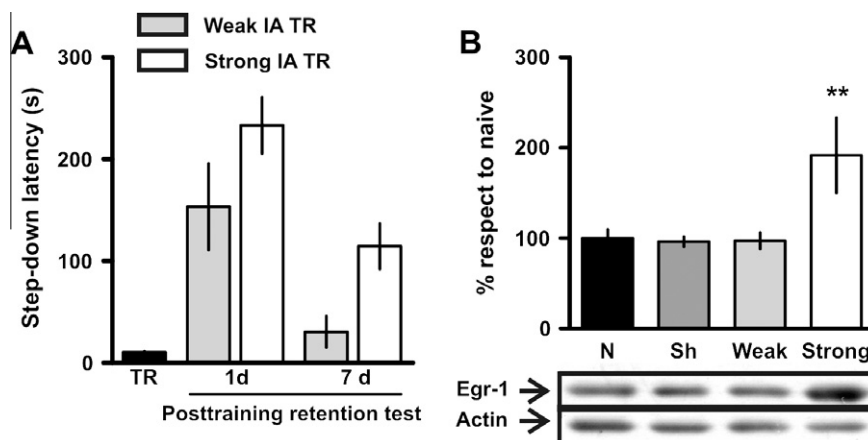 A
Weak IA TR
Strong IA TR
Step-down latency (s)
300
200
100
0
TR
1d
7 d
Posttraining retention test
B
% respect to naive
300
200
100
0
**
N
Sh
Weak
Strong
Egr-1
Actin